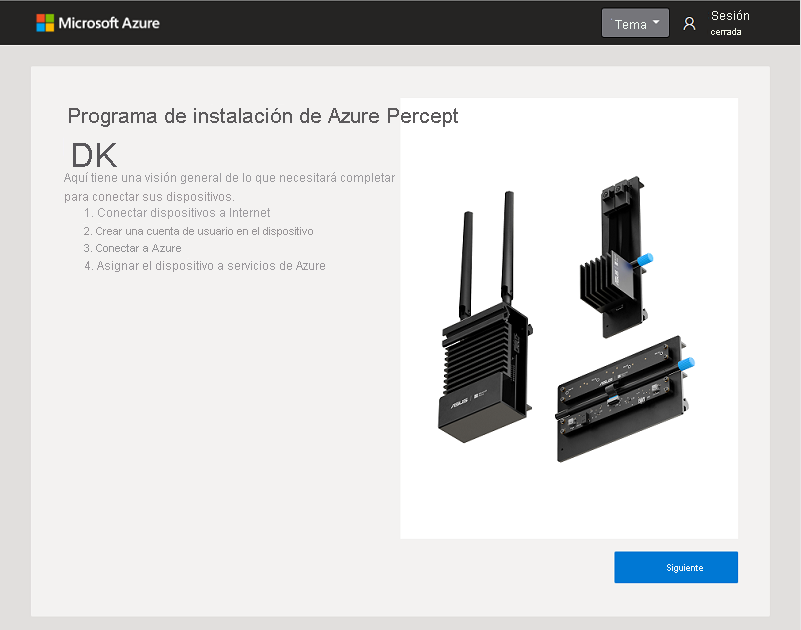 Microsoft Azure
Tema
Sesión
cerrada
Programa de instalación de Azure Percept
DK
Aquí tiene una visión general de lo que necesitará completar
para conectar sus dispositivos.
1. Conectar dispositivos a Internet
2. Crear una cuenta de usuario en el dispositivo
3. Conectar a Azure
4. Asignar el dispositivo a servicios de Azure
ASUS
ASUS
ASUS
Siguiente